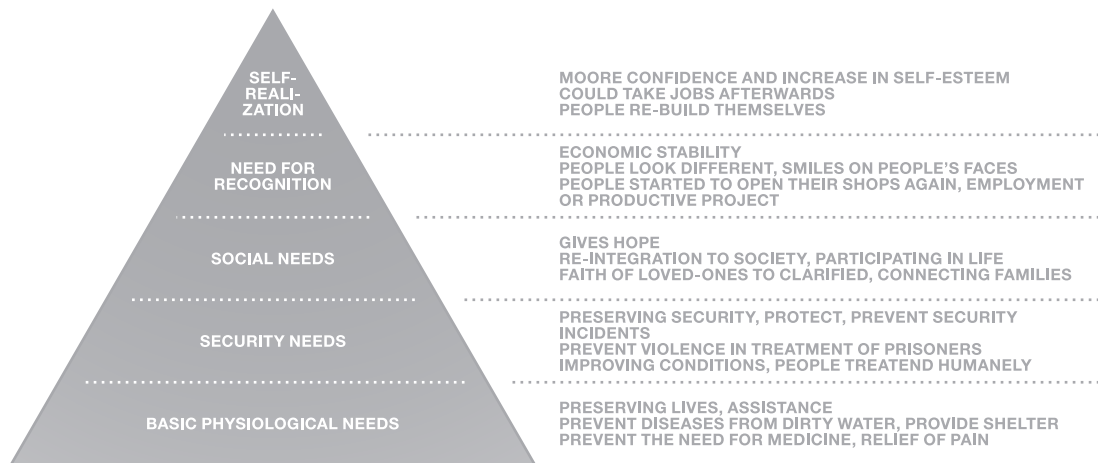 SELF-
REALI-
ZATION
MOORE CONFIDENCE AND INCREASE IN SELF-ESTEEM
COULD TAKE JOBS AFTERWARDS
PEOPLE RE-BUILD THEMSELVES
NEED FOR
RECOGNITION
ECONOMIC STABILITY
PEOPLE LOOK DIFFERENT, SMILES ON PEOPLE'S FACES
PEOPLE STARTED TO OPEN THEIR SHOPS AGAIN, EMPLOYMENT
OR PRODUCTIVE PROJECT
SOCIAL NEEDS
GIVES HOPE
RE-INTEGRATION TO SOCIETY, PARTICIPATING IN LIFE
FAITH OF LOVED-ONES TO CLARIFIED, CONNECTING FAMILIES
SECURITY NEEDS
PRESERVING SECURITY, PROTECT, PREVENT SECURITY
INCIDENTS
PREVENT VIOLENCE IN TREATMENT OF PRISONERS
IMPROVING CONDITIONS, PEOPLE TREATEND HUMANELY
BASIC PHYSIOLOGICAL NEEDS
PRESERVING LIVES, ASSISTANCE
PREVENT DISEASES FROM DIRTY WATER, PROVIDE SHELTER
PREVENT THE NEED FOR MEDICINE, RELIEF OF PAIN